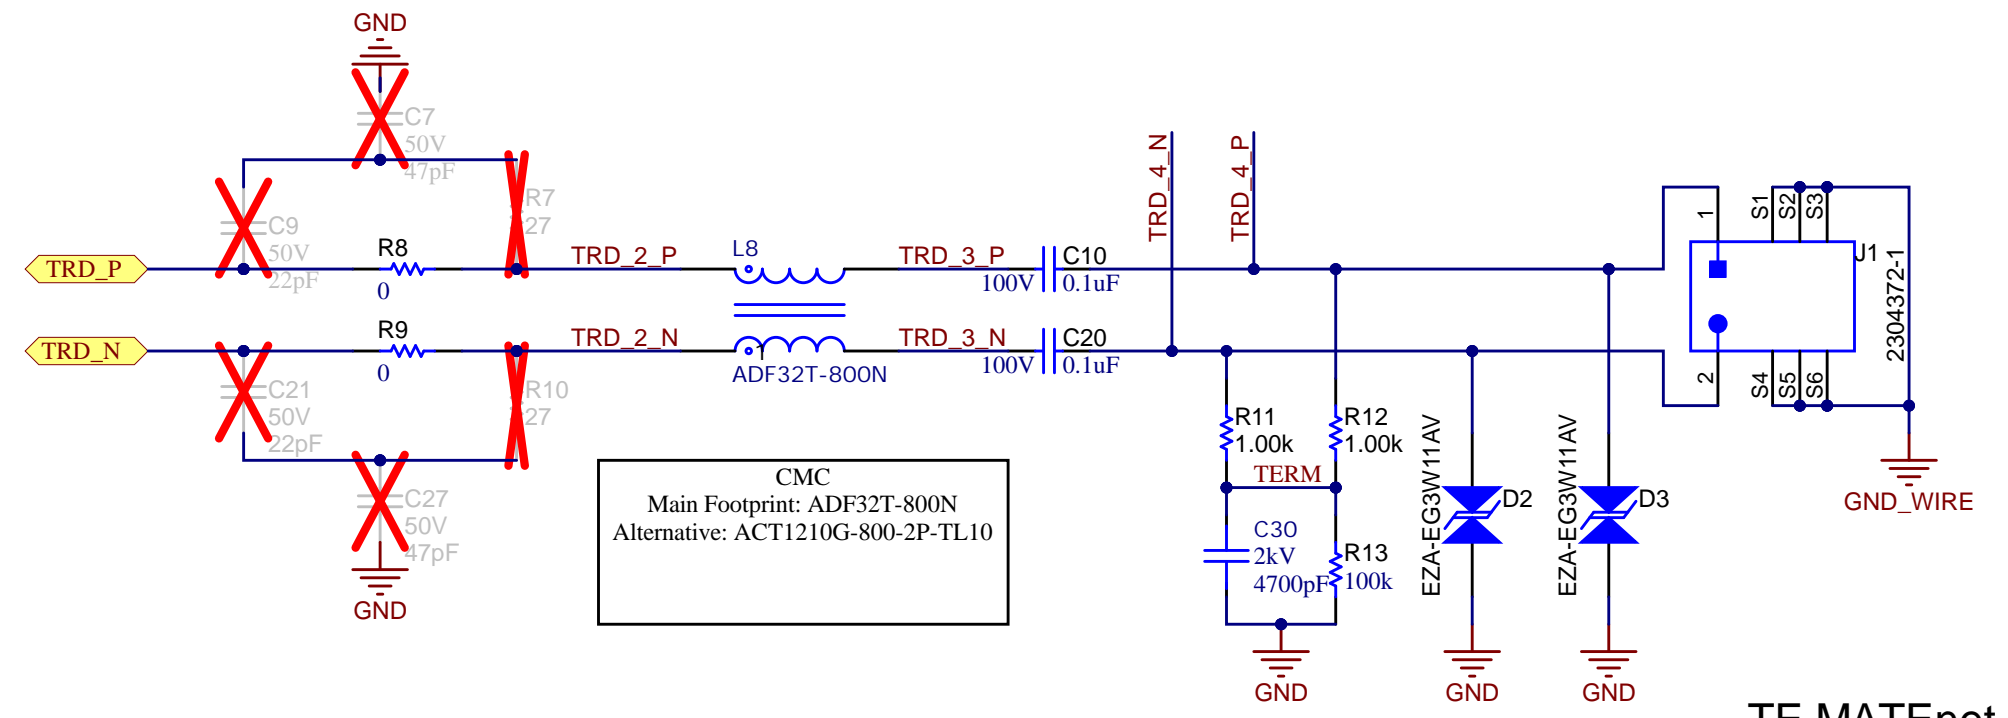 GND
C7
50V
47pF
C9
50V
22pF
R7
27
TRD_P
R8
0
TRD_2_P
L8
TRD_3_P
C10
100V
0.1uF
TRD_4_N
TRD_4_P
TRD_N
R9
0
TRD_2_N
1
ADF32T-800N
TRD_3_N
C20
100V
0.1uF
C21
50V
22pF
R10
27
C27
50V
47pF
GND
CMC
Main Footprint: ADF32T-800N
Alternative: ACT1210G-800-2P-TL10
R11
1.00k
R12
1.00k
TERM
C30
2kV
4700pF
R13
100k
GND
EZA-EG3W11AV
D2
GND
EZA-EG3W11AV
D3
GND
1
S1
S2
S3
J1
2304372-1
2
S4
S5
S6
GND_WIRE
TE MATEnet